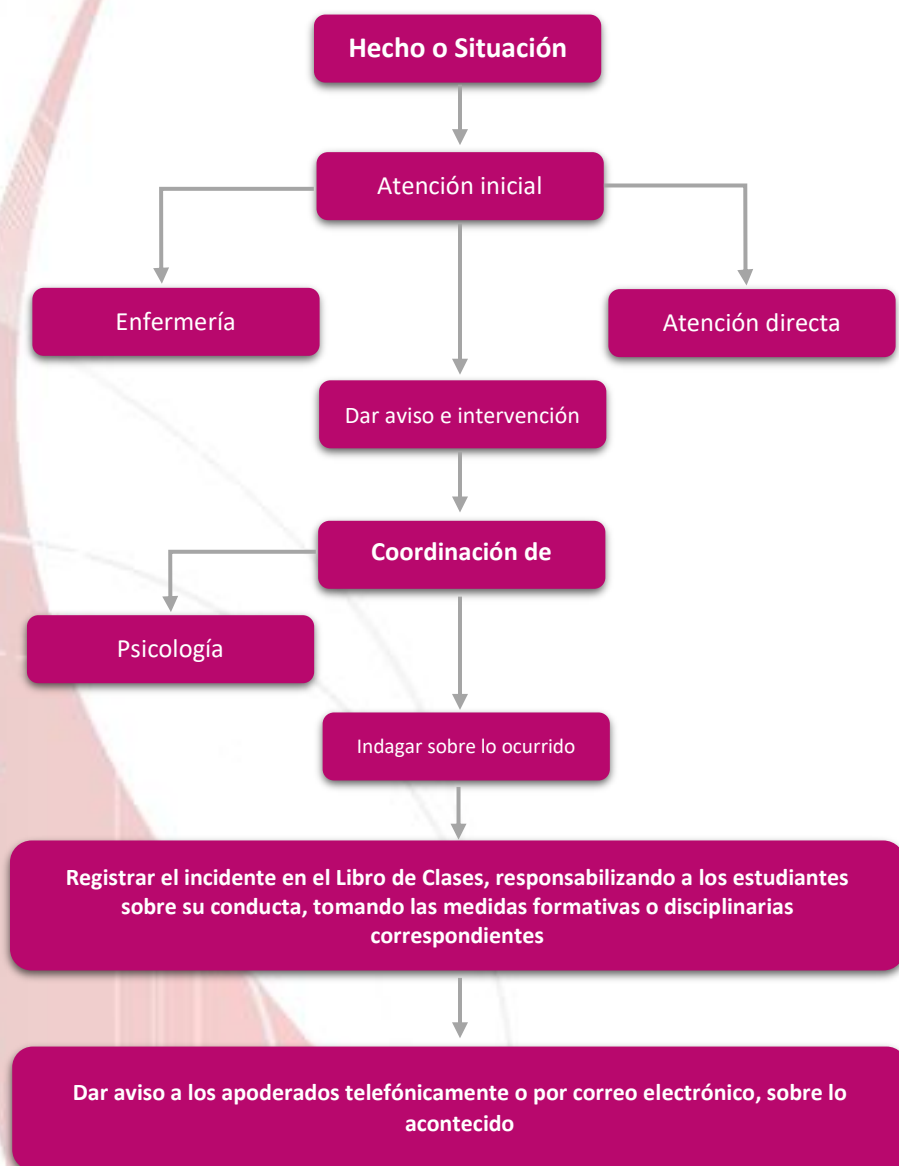 Hecho o Situación
Atención inicial
Enfermería
Atención directa
Dar aviso e intervención
Coordinación de
Psicología
Indagar sobre lo ocurrido
Registrar el incidente en el Libro de Clases, responsabilizando a los estudiantes
sobre su conducta, tomando las medidas formativas o disciplinarias
correspondientes
Dar aviso a los apoderados telefónicamente o por correo electrónico, sobre lo
acontecido